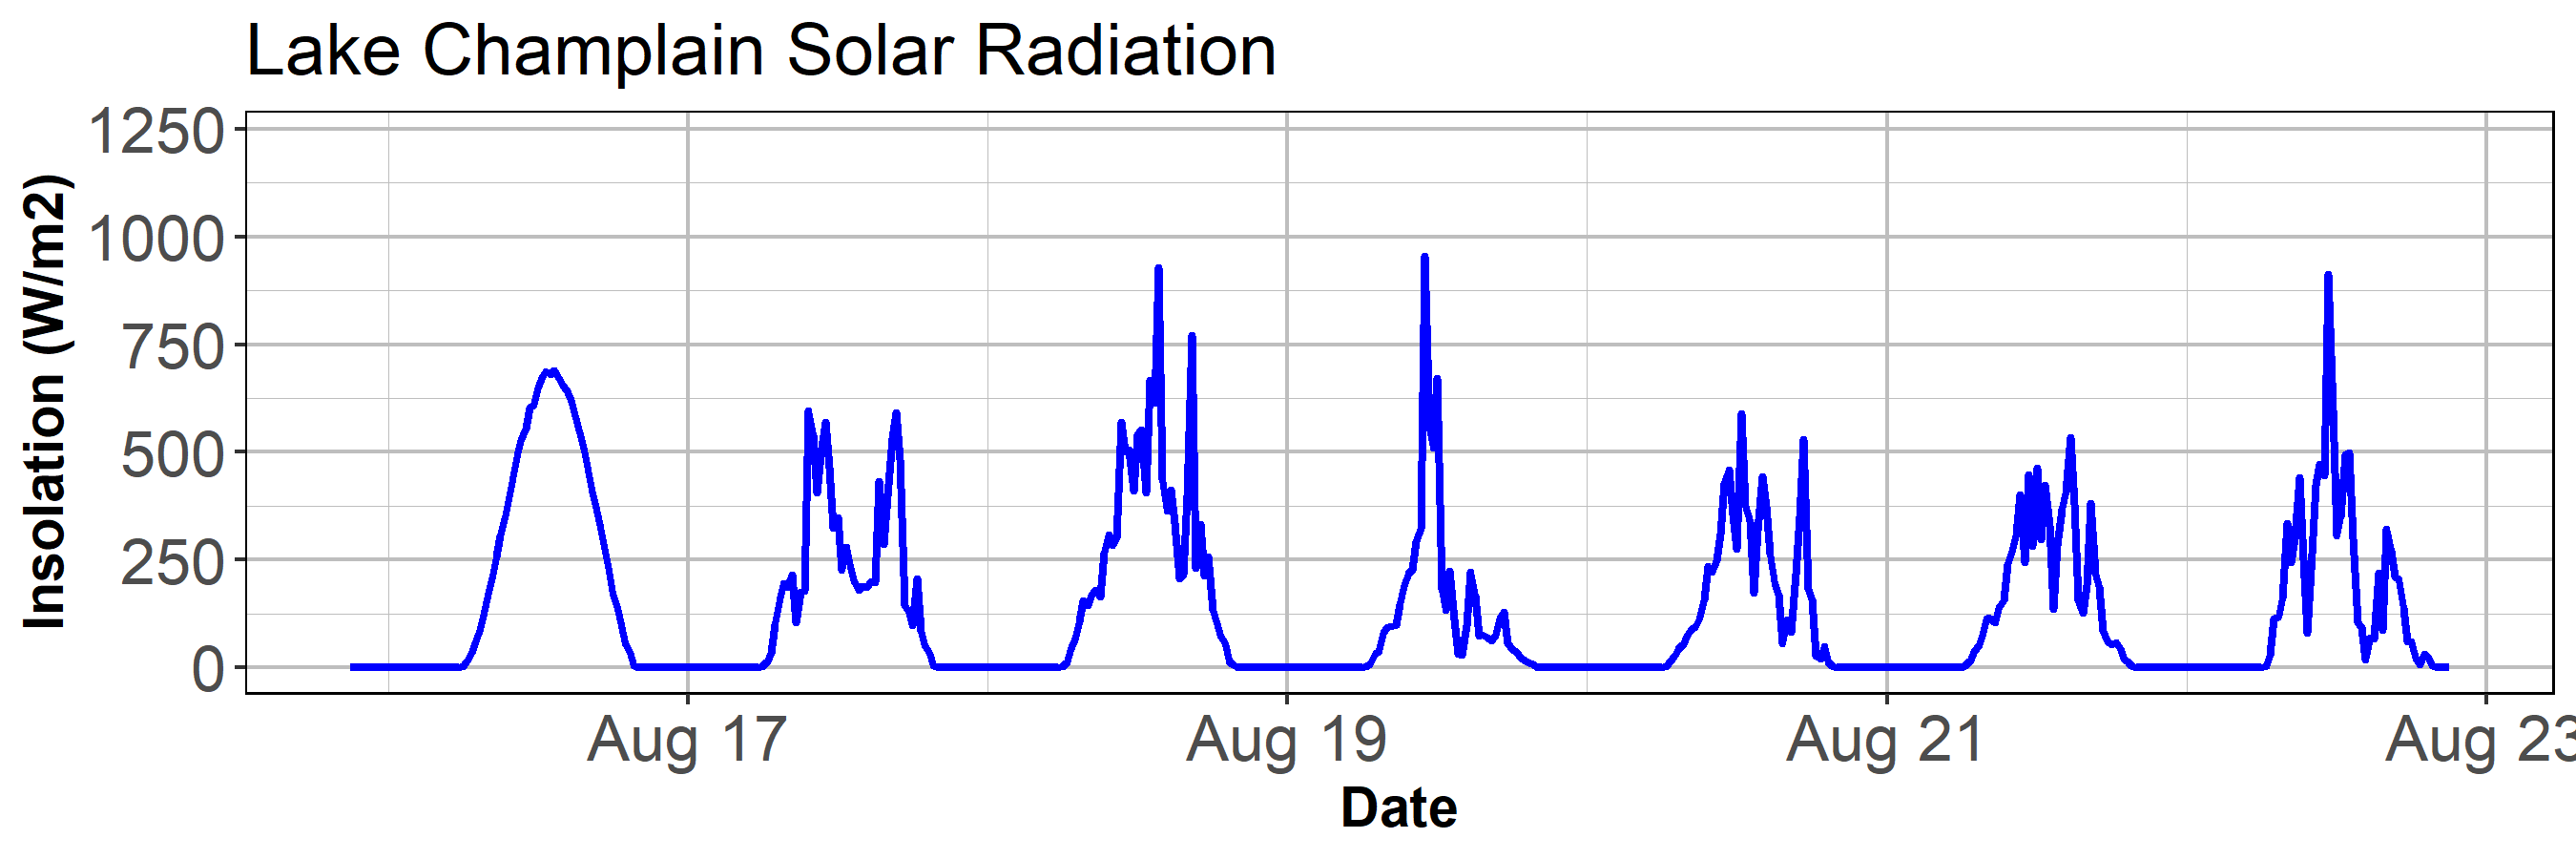 Lake Champlain Solar Radiation
1250
1000
750
500
250
0
Insolation (W/m2)
Aug 17
Aug 19
Aug 21
Aug 23
Date